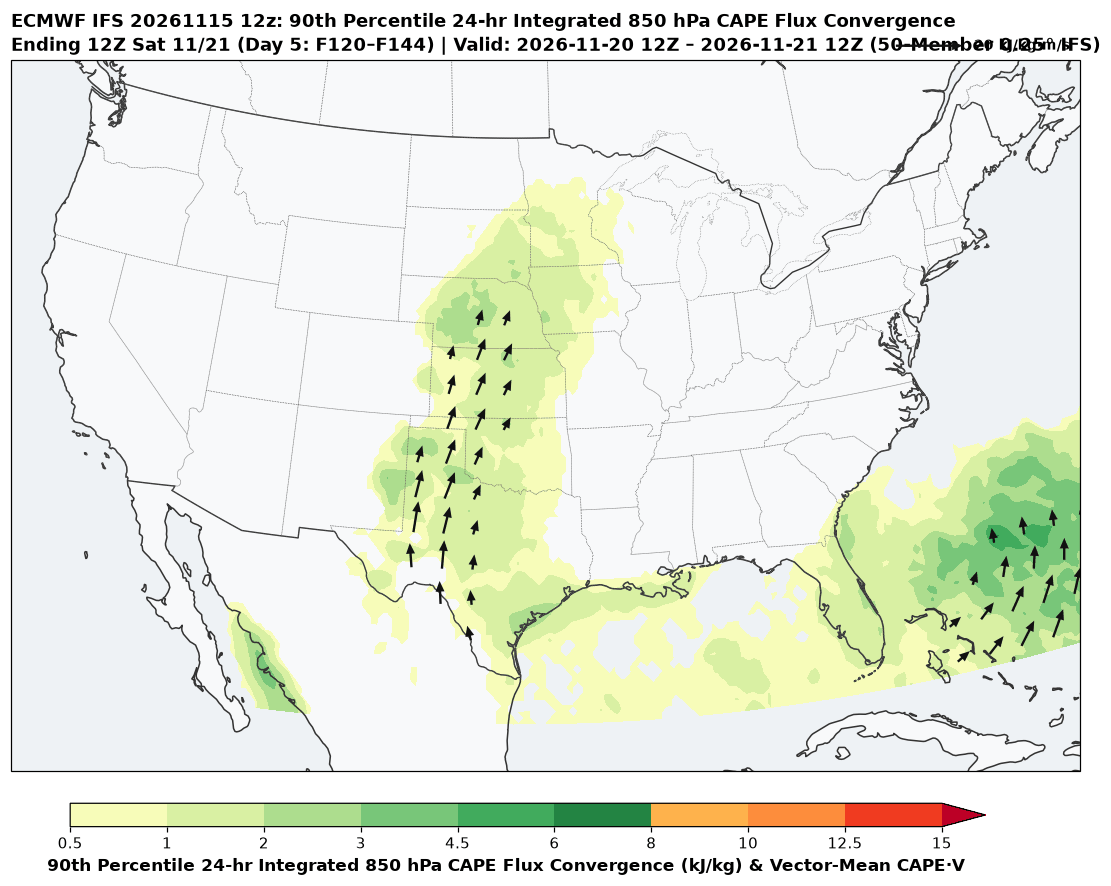 ECMWF IFS 20261115 12z: 90th Percentile 24-hr Integrated 850 hPa CAPE Flux Convergence
Ending 12Z Sat 11/21 (Day 5: F120–F144) | Valid: 2026-11-20 12Z – 2026-11-21 12Z (50-Member 0.25° IFS)
0.5 1 2 3 4.5 6 8 10 12.5 15
90th Percentile 24-hr Integrated 850 hPa CAPE Flux Convergence (kJ/kg) & Vector-Mean CAPE·V